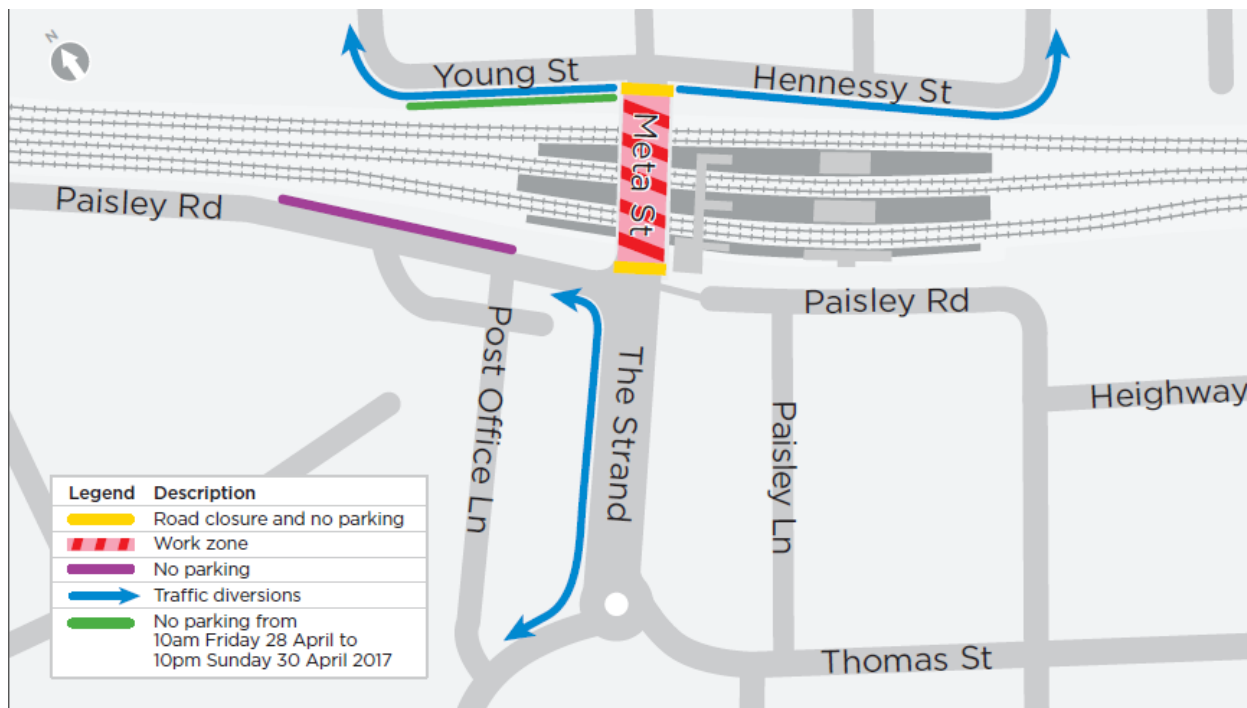 N
Young St
Hennessy St
Meta St
Paisley Rd
Paisley Rd
Post Office Ln
The Strand
Paisley Ln
Heighway
Thomas St
Legend Description
Road closure and no parking
Work zone
No parking
Traffic diversions
No parking from
10am Friday 28 April to
10pm Sunday 30 April 2017